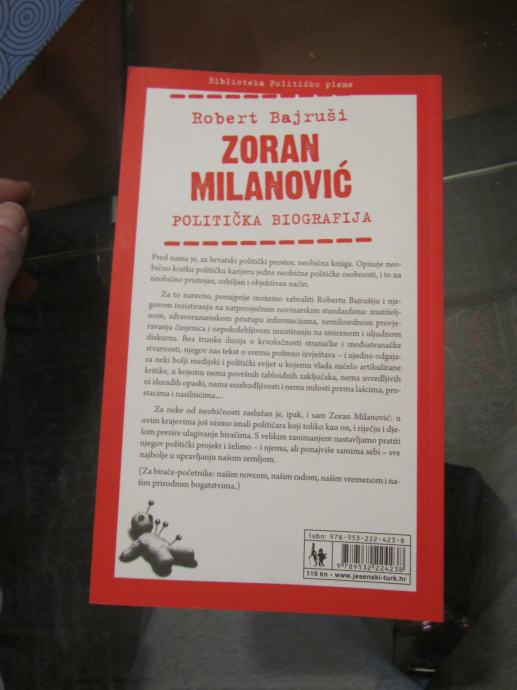 Biblioteka Političko pleme
Robert Bajruši
ZORAN
MILANOVIĆ
POLITIČKA BIOGRAFIJA
Pred nama je, za hrvatski politički prostor, neobična knjiga. Opisuje neo-
bično kratku političku karijeru jedne neobične političke osobnosti, i to na
neobično pristojan, ozbiljan i objektivan način.
Za to naravno, ponajprije možemo zahvaliti Robertu Bajrušiju i nje-
govom inzistiranju na natprosječnim novinarskim standardima: znatiželj-
nom, zdravorazumskom pristupu informacijama, nemilosrdnom provje-
ravanju činjenica i nepokolebljivom inzistiranju na smirenom i uljudnom
diskurzu. Bez trunke iluzija o krvoločnosti stranačke i međustranačke
stvarnosti, njegov nas tekst o svemu pošteno izvještava – i ujedno odgaja:
za neki bolji medijski i politički svijet u kojemu vlada načelo artikulirane
kritike, u kojemu nema površnih tabloidnih zaključaka, nema uvredljivih
ni zluradih opaski, nema snishodljivosti i nema milosti prema lašcima, pro-
stacima i nasilnicima....
Za neke od neobičnosti zaslužan je, ipak, i sam Zoran Milanović: u
ovim krajevima još nismo imali političara koji toliko kao on, i riječju i dje-
lom prezire ulagivanje biračima. S velikim zanimanjem nastavljamo pratiti
njegov politički projekt i želimo – i njemu, ali ponajviše samima sebi – sve
najbolje u upravljanju našom zemljom.
(Za birače-početnike: našim novcem, našim radom, našim vremenom i na-
šim prirodnim bogatstvima.)
isbn: 978-953-222-423-8
9 789532 224238
119 kn - www.jesenski-turk.hr